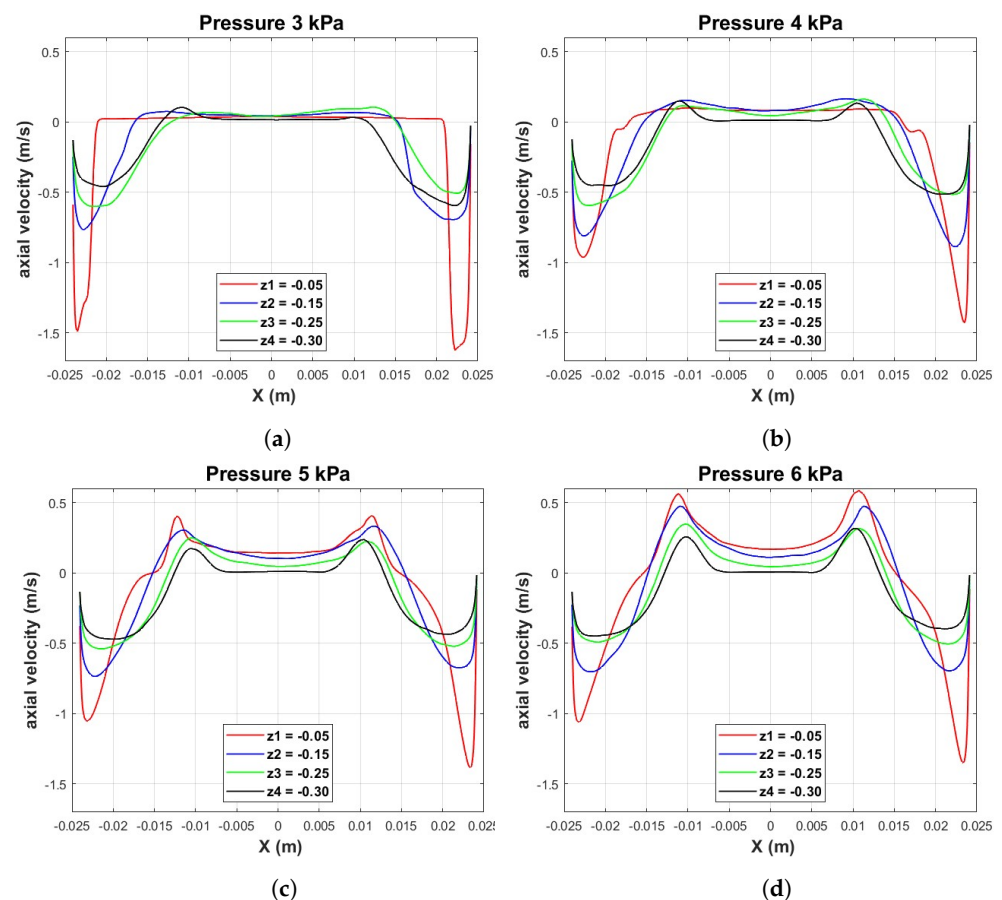 Pressure 3 kPa
axial velocity (m/s)
0.5
0
-0.5
-1
-1.5
z1 = -0.05
z2 = -0.15
z3 = -0.25
z4 = -0.30
-0.025 -0.02 -0.015 -0.01 -0.005 0 0.005 0.01 0.015 0.02 0.025
X (m)
(a)
Pressure 4 kPa
axial velocity (m/s)
0.5
0
-0.5
-1
-1.5
z1 = -0.05
z2 = -0.15
z3 = -0.25
z4 = -0.30
-0.025 -0.02 -0.015 -0.01 -0.005 0 0.005 0.01 0.015 0.02 0.025
X (m)
(b)
Pressure 5 kPa
axial velocity (m/s)
0.5
0
-0.5
-1
-1.5
z1 = -0.05
z2 = -0.15
z3 = -0.25
z4 = -0.30
-0.025 -0.02 -0.015 -0.01 -0.005 0 0.005 0.01 0.015 0.02 0.025
X (m)
(c)
Pressure 6 kPa
axial velocity (m/s)
0.5
0
-0.5
-1
-1.5
z1 = -0.05
z2 = -0.15
z3 = -0.25
z4 = -0.30
-0.025 -0.02 -0.015 -0.01 -0.005 0 0.005 0.01 0.015 0.02 0.025
X (m)
(d)